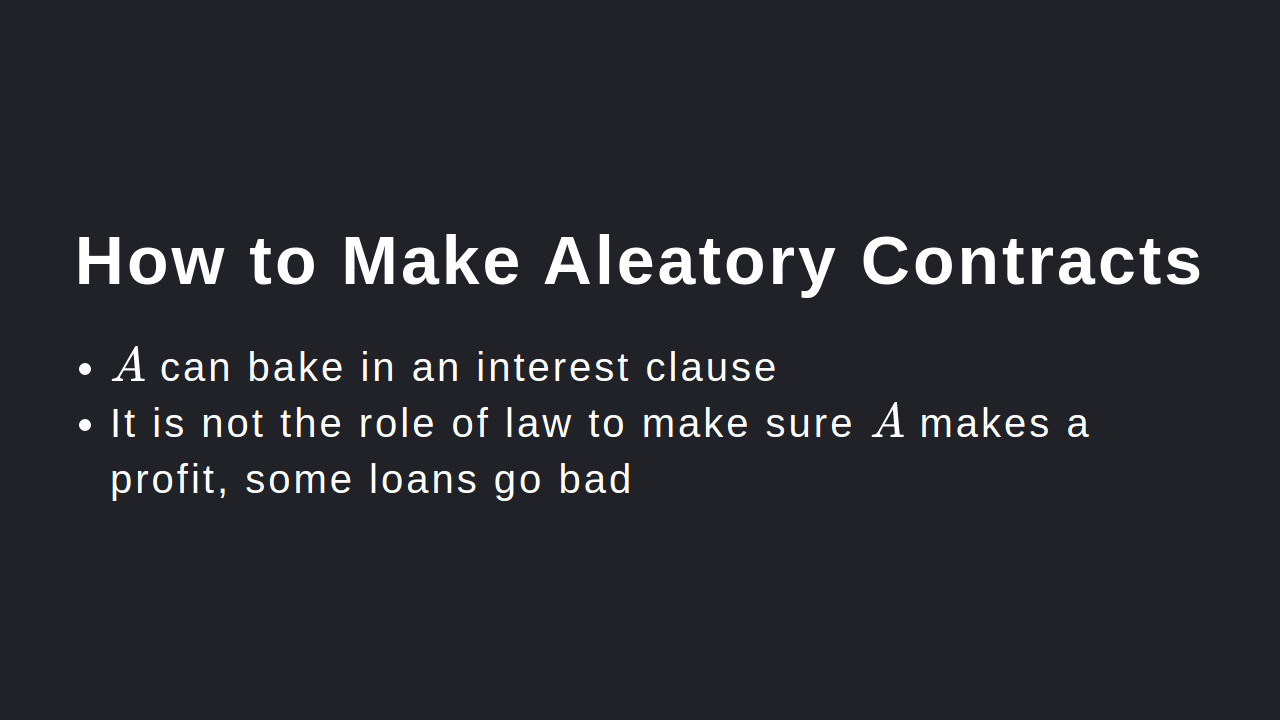 How to Make Aleatory Contracts
• A can bake in an interest clause
• It is not the role of law to make sure A makes a
profit, some loans go bad